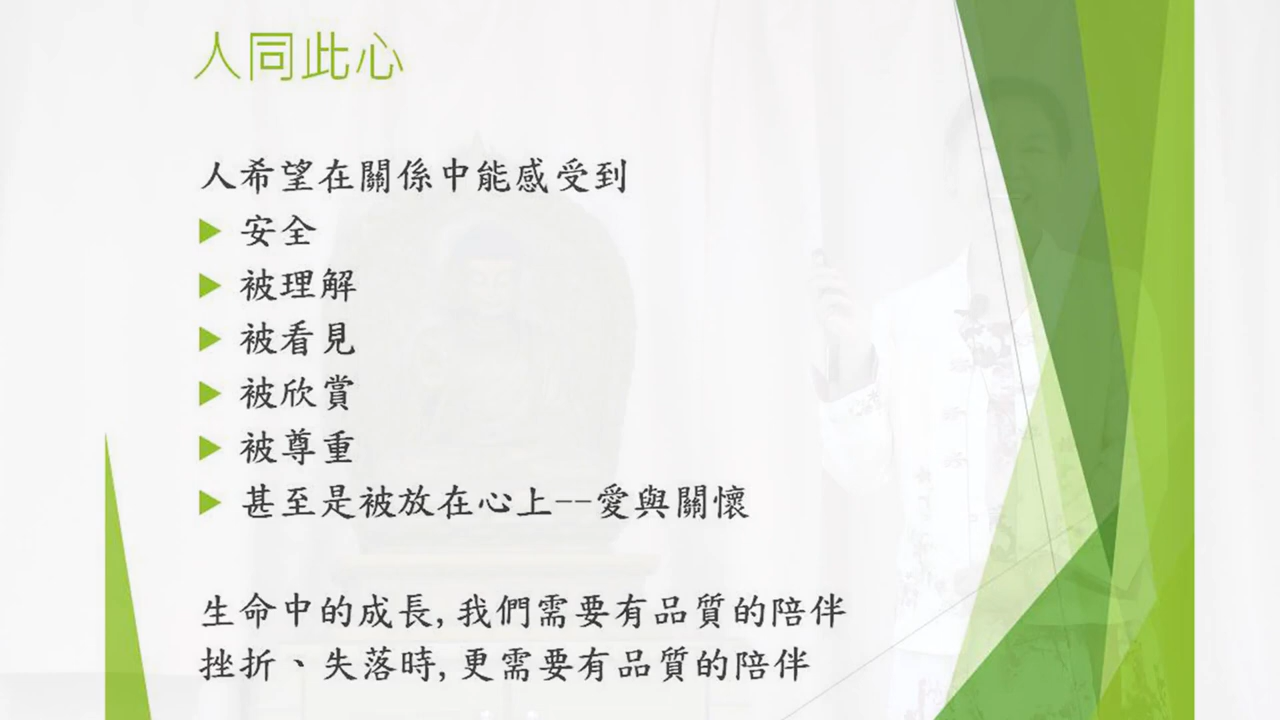 人同此心
人希望在關係中能感受到
安全
被理解
被看見
被欣賞
被尊重
甚至是被放在心上--愛與關懷
生命中的成長,我們需要有品質的陪伴
挫折、失落時,更需要有品質的陪伴